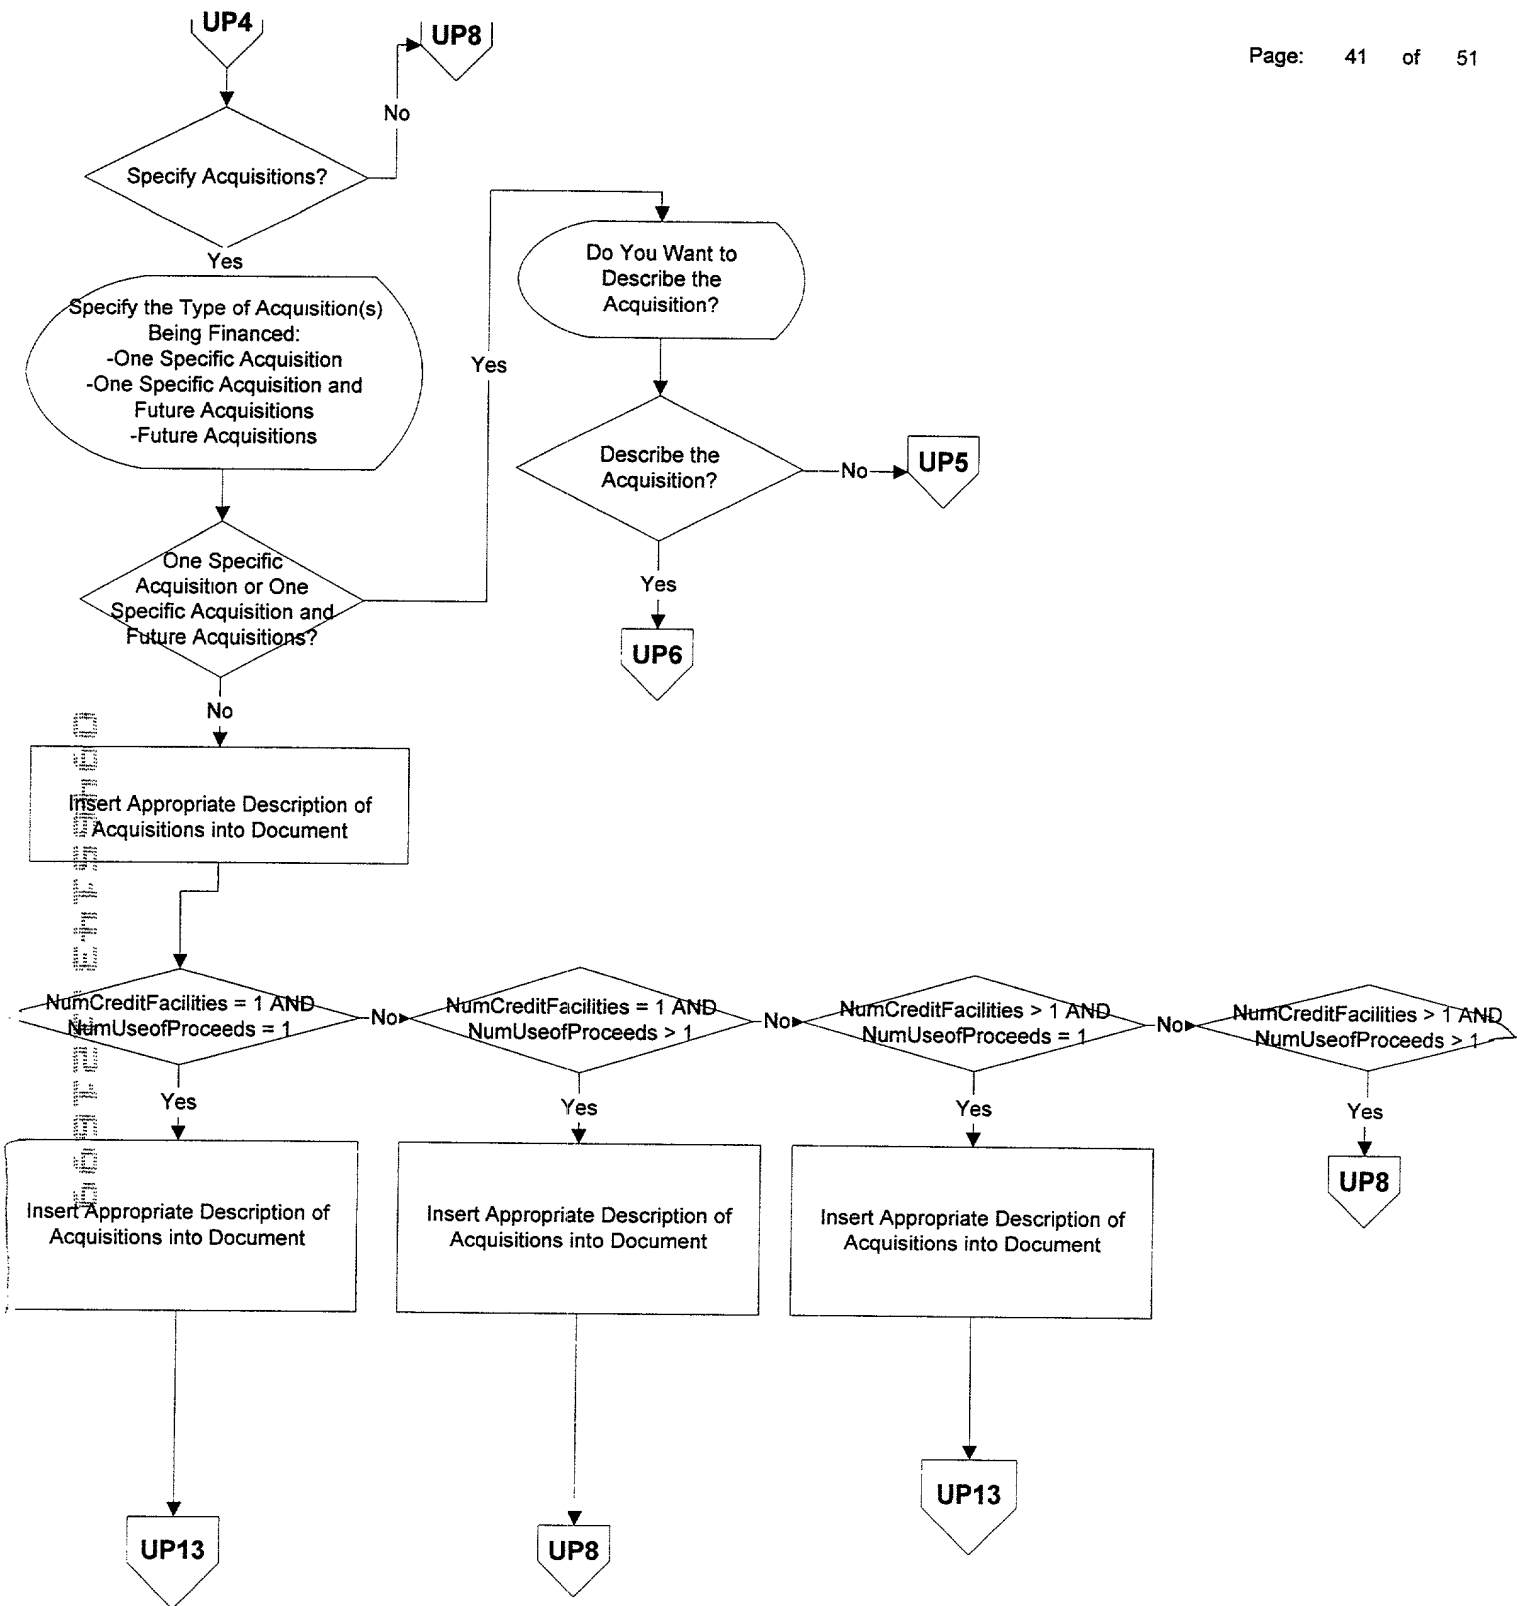 UP4
UP8
Page: 41 of 51
No
Specify Acquisitions?
Yes
Specify the Type of Acquisition(s)
Being Financed:
-One Specific Acquisition
-One Specific Acquisition and
Future Acquisitions
-Future Acquisitions
Yes
Do You Want to
Describe the
Acquisition?
Describe the
Acquisition?
No
UP5
Yes
UP6
One Specific
Acquisition or One
Specific Acquisition and
Future Acquisitions?
No
Insert Appropriate Description of
Acquisitions into Document
NumCreditFacilities = 1 AND
NumUseofProceeds = 1
No
NumCreditFacilities = 1 AND
NumUseofProceeds > 1
No
NumCreditFacilities > 1 AND
NumUseofProceeds = 1
No
NumCreditFacilities > 1 AND
NumUseofProceeds > 1
Yes
Yes
Yes
Yes
UP8
Insert Appropriate Description of
Acquisitions into Document
Insert Appropriate Description of
Acquisitions into Document
Insert Appropriate Description of
Acquisitions into Document
UP13
UP8
UP13